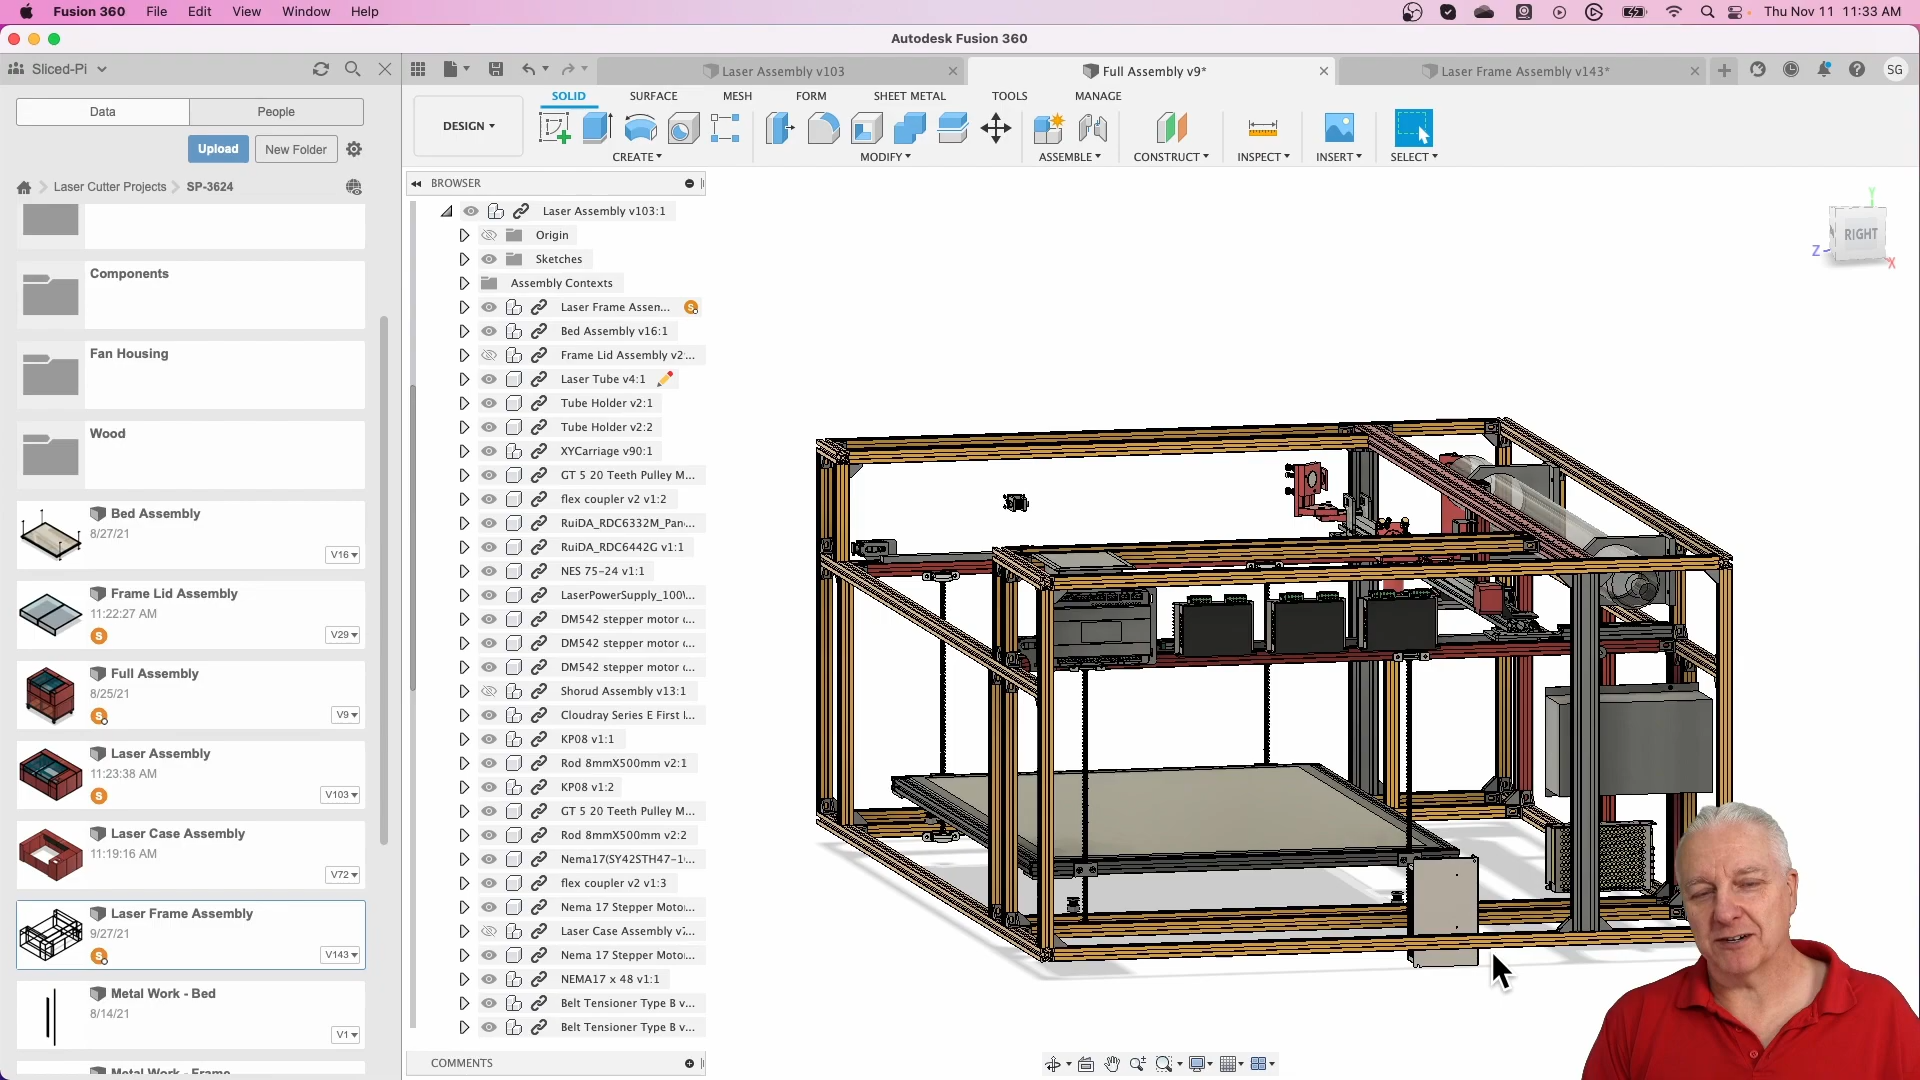 Fusion 360 File Edit View Window Help
Thu Nov 11 11:33 AM
Autodesk Fusion 360
Sliced-Pi
Laser Assembly v103
Full Assembly v9*
Laser Frame Assembly v143*
SG
Data People
Upload New Folder
Laser Cutter Projects SP-3624
Components
Fan Housing
Wood
Bed Assembly
8/27/21
V16
Frame Lid Assembly
11:22:27 AM
S
V29
Full Assembly
8/25/21
S
V9
Laser Assembly
11:23:38 AM
S
V103
Laser Case Assembly
11:19:16 AM
V72
Laser Frame Assembly
9/27/21
S
V143
Metal Work - Bed
8/14/21
V1
Metal Work - Frame
SOLID SURFACE MESH FORM SHEET METAL TOOLS MANAGE
DESIGN
CREATE MODIFY ASSEMBLE CONSTRUCT INSPECT INSERT SELECT
BROWSER
Laser Assembly v103:1
Origin
Sketches
Assembly Contexts
Laser Frame Assen... S
Bed Assembly v16:1
Frame Lid Assembly v2...
Laser Tube v4:1
Tube Holder v2:1
Tube Holder v2:2
XYCarriage v90:1
GT 5 20 Teeth Pulley M...
flex coupler v2 v1:2
RuiDA_RDC6332M_Pan...
RuiDA_RDC6442G v1:1
NES 75-24 v1:1
LaserPowerSupply_100\...
DM542 stepper motor (...
DM542 stepper motor (...
DM542 stepper motor (...
Shorud Assembly v13:1
Cloudray Series E First l...
KP08 v1:1
Rod 8mmX500mm v2:1
KP08 v1:2
GT 5 20 Teeth Pulley M...
Rod 8mmX500mm v2:2
Nema17(SY42STH47-1(...
flex coupler v2 v1:3
Nema 17 Stepper Moto...
Laser Case Assembly v7...
Nema 17 Stepper Moto...
NEMA17 x 48 v1:1
Belt Tensioner Type B v...
Belt Tensioner Type B v...
COMMENTS
Y
RIGHT
Z
X